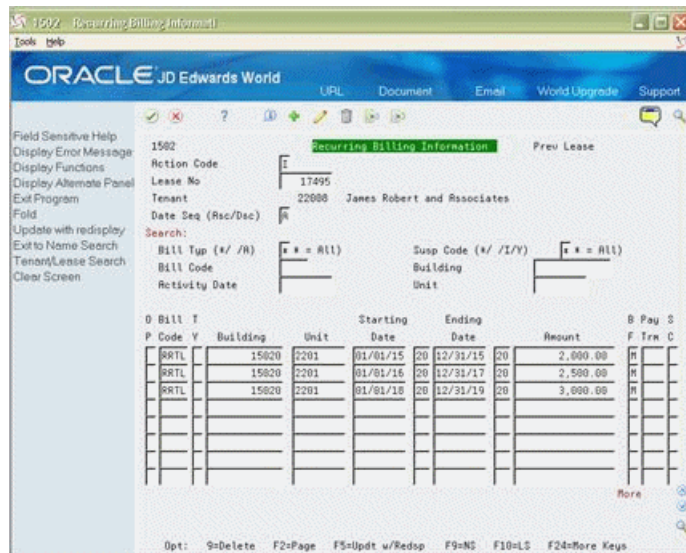 1502 Recurring Billing Informati
Tools Help
ORACLE JD Edwards World
URL Document Email World Upgrade Support
Field Sensitive Help
Display Error Message
Display Functions
Display Alternate Panel
Exit Program
Fold
Update with redisplay
Exit to Name Search
Tenant/Lease Search
Clear Screen
1502 Recurring Billing Information Prev Lease
Action Code I
Lease No 17495
Tenant 22008 James Robert and Associates
Date Seq (Asc/Dsc) A
Search:
Bill Typ (*/ /A) * * = All) Susp Code (*/ /I/Y) * * = All)
Bill Code Building
Activity Date Unit
O Bill T Starting Ending B Pay S
P Code Y Building Unit Date Date Amount F Trm C
RRTL 15020 2201 01/01/15 20 12/31/15 20 2,000.00 M
RRTL 15020 2201 01/01/16 20 12/31/17 20 2,500.00 M
RRTL 15020 2201 01/01/18 20 12/31/19 20 3,000.00 M
More
Opt: 9=Delete F2=Page F5=Updt w/Redsp F9=NS F10=LS F24=More Keys